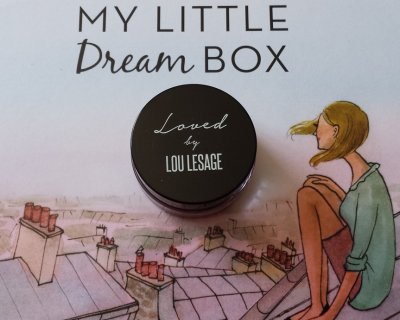 MY LITTLE
Dream BOX
Loved
by
LOU LESAGE